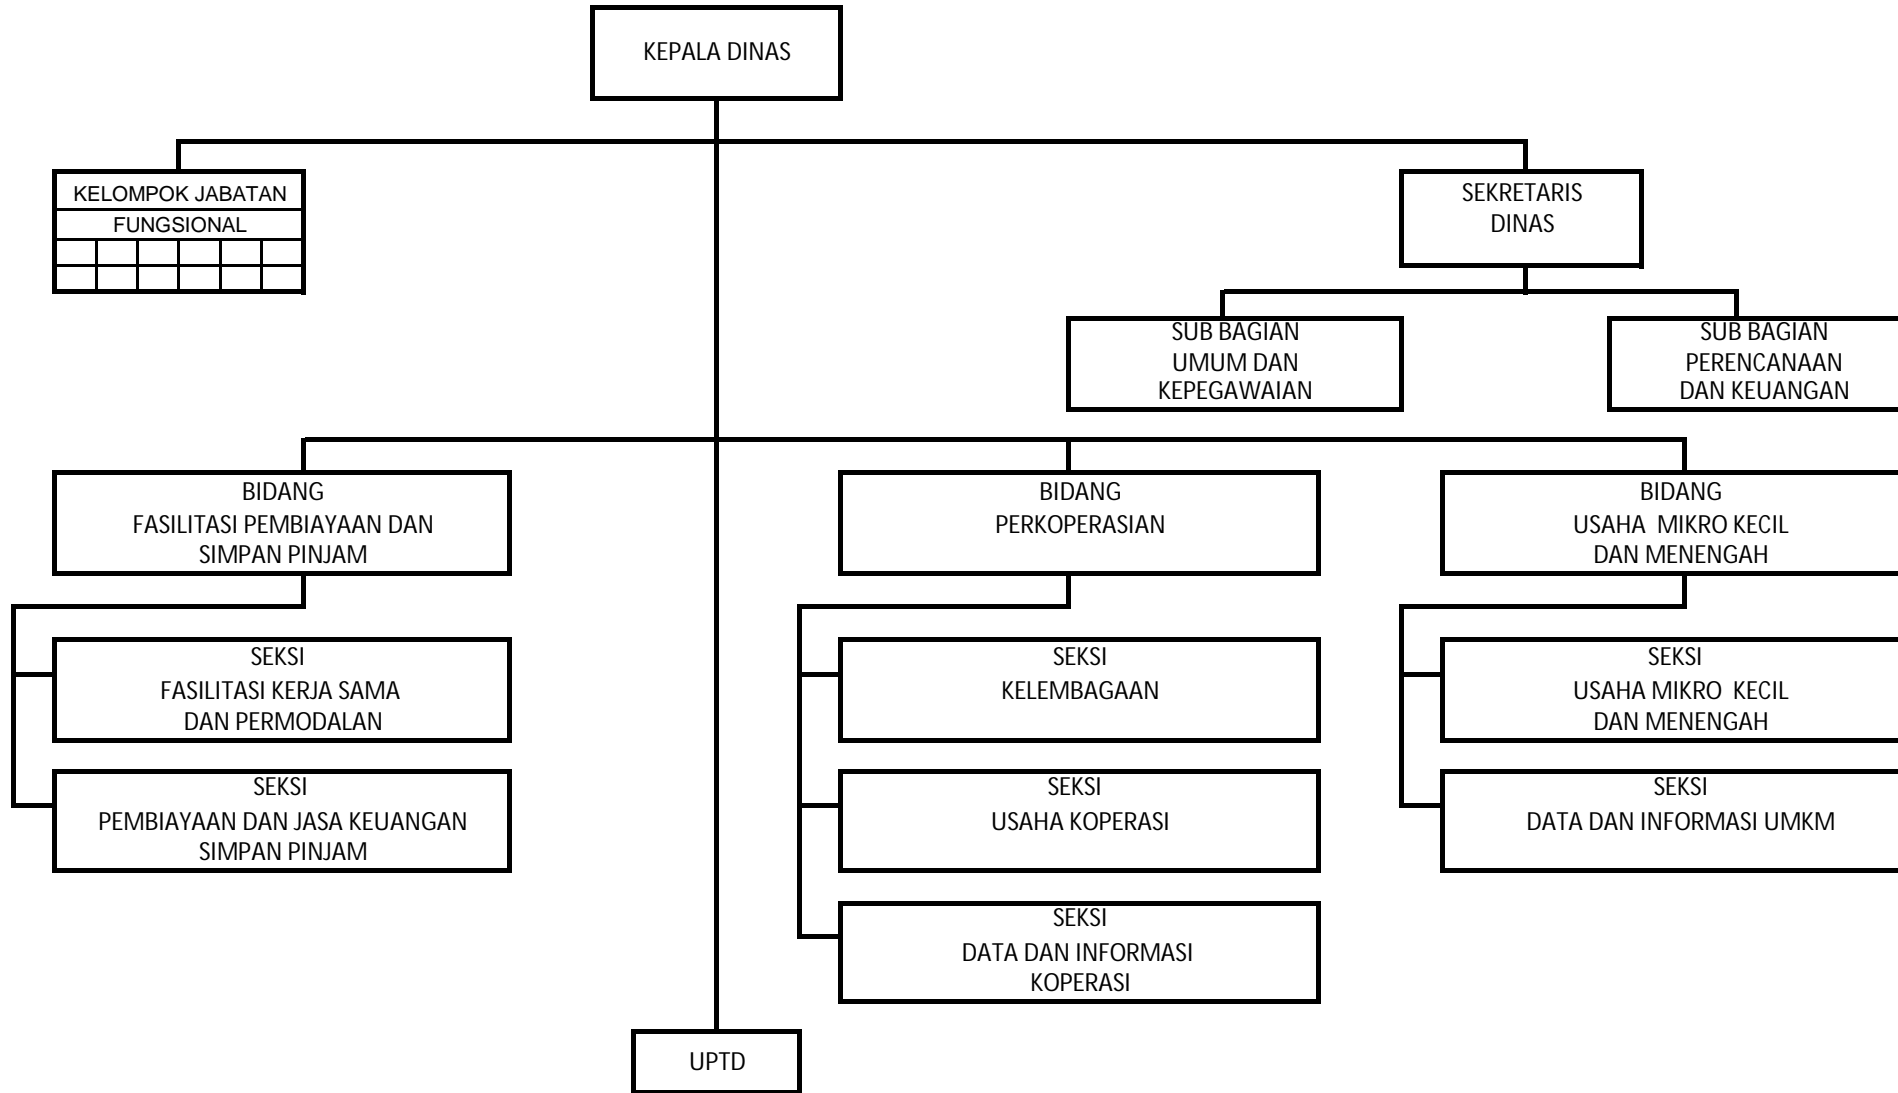 KEPALA DINAS
KELOMPOK JABATAN
FUNGSIONAL
SEKRETARIS
DINAS
SUB BAGIAN
UMUM DAN
KEPEGAWAIAN
SUB BAGIAN
PERENCANAAN
DAN KEUANGAN
BIDANG
FASILITASI PEMBIAYAAN DAN
SIMPAN PINJAM
BIDANG
PERKOPERASIAN
BIDANG
USAHA MIKRO KECIL
DAN MENENGAH
SEKSI
FASILITASI KERJA SAMA
DAN PERMODALAN
SEKSI
KELEMBAGAAN
SEKSI
USAHA MIKRO KECIL
DAN MENENGAH
SEKSI
PEMBIAYAAN DAN JASA KEUANGAN
SIMPAN PINJAM
SEKSI
USAHA KOPERASI
SEKSI
DATA DAN INFORMASI UMKM
SEKSI
DATA DAN INFORMASI
KOPERASI
UPTD